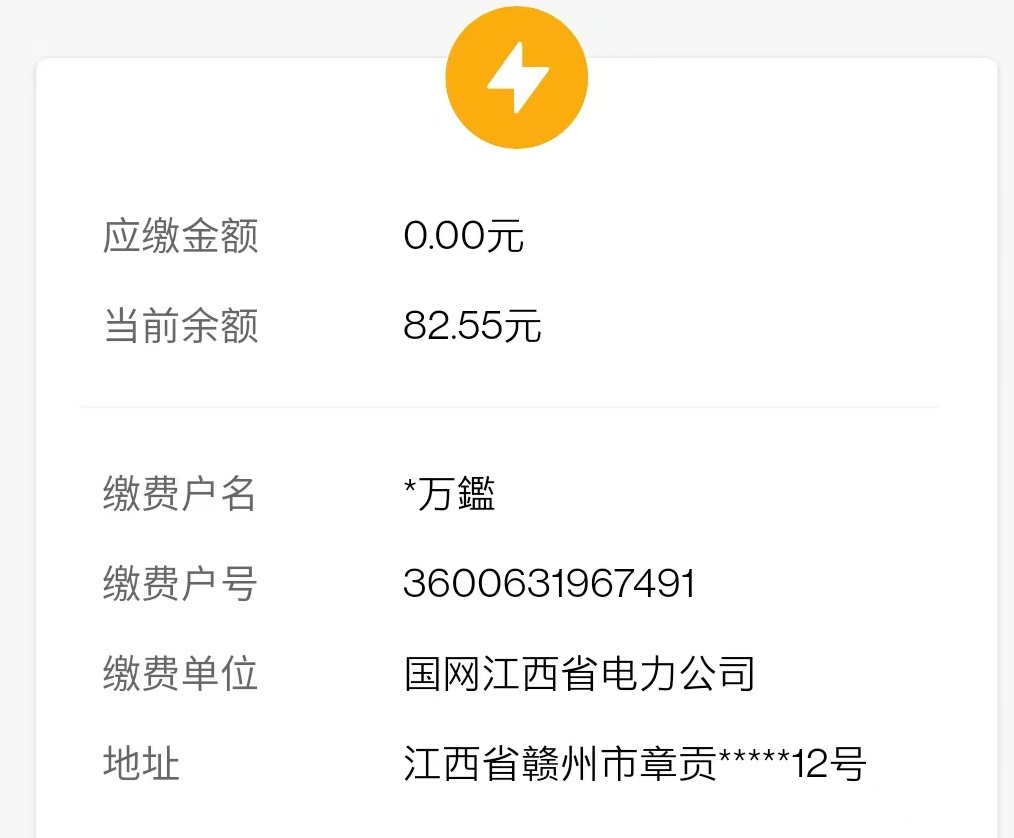 应缴金额 0.00元
当前余额 82.55元
缴费户名 *万鑑
缴费户号 3600631967491
缴费单位 国网江西省电力公司
地址 江西省赣州市章贡*****12号